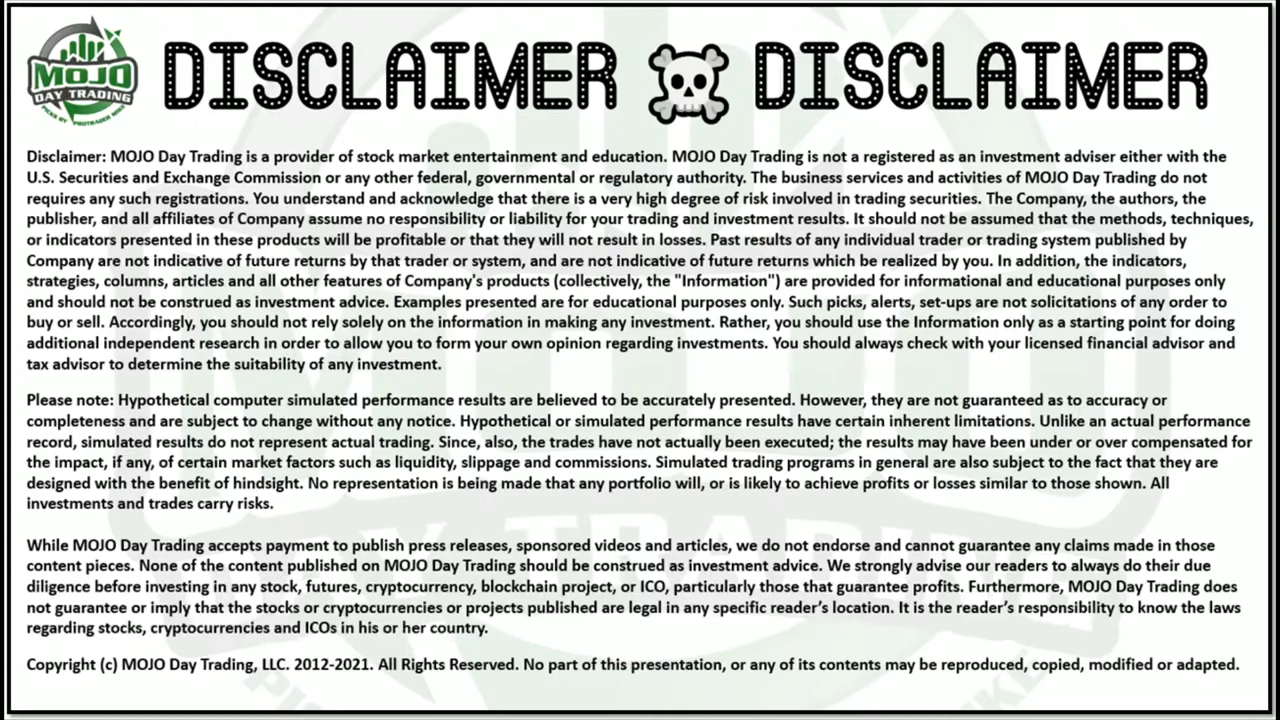 MOJO
DAY TRADING
PICKS BY PROTRADER MIKE
DISCLAIMER DISCLAIMER
Disclaimer: MOJO Day Trading is a provider of stock market entertainment and education. MOJO Day Trading is not a registered as an investment adviser either with the
U.S. Securities and Exchange Commission or any other federal, governmental or regulatory authority. The business services and activities of MOJO Day Trading do not
requires any such registrations. You understand and acknowledge that there is a very high degree of risk involved in trading securities. The Company, the authors, the
publisher, and all affiliates of Company assume no responsibility or liability for your trading and investment results. It should not be assumed that the methods, techniques,
or indicators presented in these products will be profitable or that they will not result in losses. Past results of any individual trader or trading system published by
Company are not indicative of future returns by that trader or system, and are not indicative of future returns which be realized by you. In addition, the indicators,
strategies, columns, articles and all other features of Company's products (collectively, the "Information") are provided for informational and educational purposes only
and should not be construed as investment advice. Examples presented are for educational purposes only. Such picks, alerts, set-ups are not solicitations of any order to
buy or sell. Accordingly, you should not rely solely on the information in making any investment. Rather, you should use the Information only as a starting point for doing
additional independent research in order to allow you to form your own opinion regarding investments. You should always check with your licensed financial advisor and
tax advisor to determine the suitability of any investment.
Please note: Hypothetical computer simulated performance results are believed to be accurately presented. However, they are not guaranteed as to accuracy or
completeness and are subject to change without any notice. Hypothetical or simulated performance results have certain inherent limitations. Unlike an actual performance
record, simulated results do not represent actual trading. Since, also, the trades have not actually been executed; the results may have been under or over compensated for
the impact, if any, of certain market factors such as liquidity, slippage and commissions. Simulated trading programs in general are also subject to the fact that they are
designed with the benefit of hindsight. No representation is being made that any portfolio will, or is likely to achieve profits or losses similar to those shown. All
investments and trades carry risks.
While MOJO Day Trading accepts payment to publish press releases, sponsored videos and articles, we do not endorse and cannot guarantee any claims made in those
content pieces. None of the content published on MOJO Day Trading should be construed as investment advice. We strongly advise our readers to always do their due
diligence before investing in any stock, futures, cryptocurrency, blockchain project, or ICO, particularly those that guarantee profits. Furthermore, MOJO Day Trading does
not guarantee or imply that the stocks or cryptocurrencies or projects published are legal in any specific reader’s location. It is the reader’s responsibility to know the laws
regarding stocks, cryptocurrencies and ICOs in his or her country.
Copyright (c) MOJO Day Trading, LLC. 2012-2021. All Rights Reserved. No part of this presentation, or any of its contents may be reproduced, copied, modified or adapted.